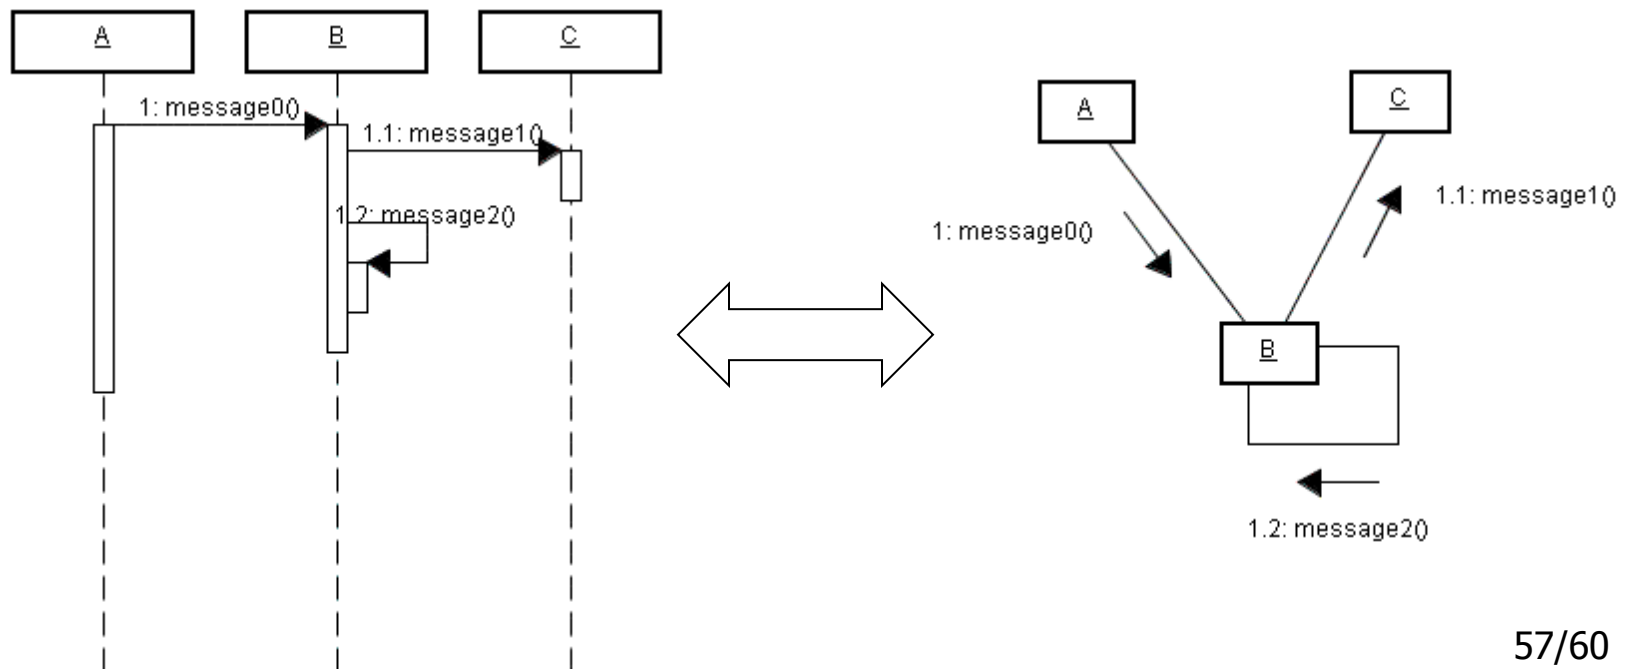 A
B
C
1: message0()
1.1: message1()
1.2: message2()
A
C
1: message0()
1.1: message1()
B
1.2: message2()
57/60